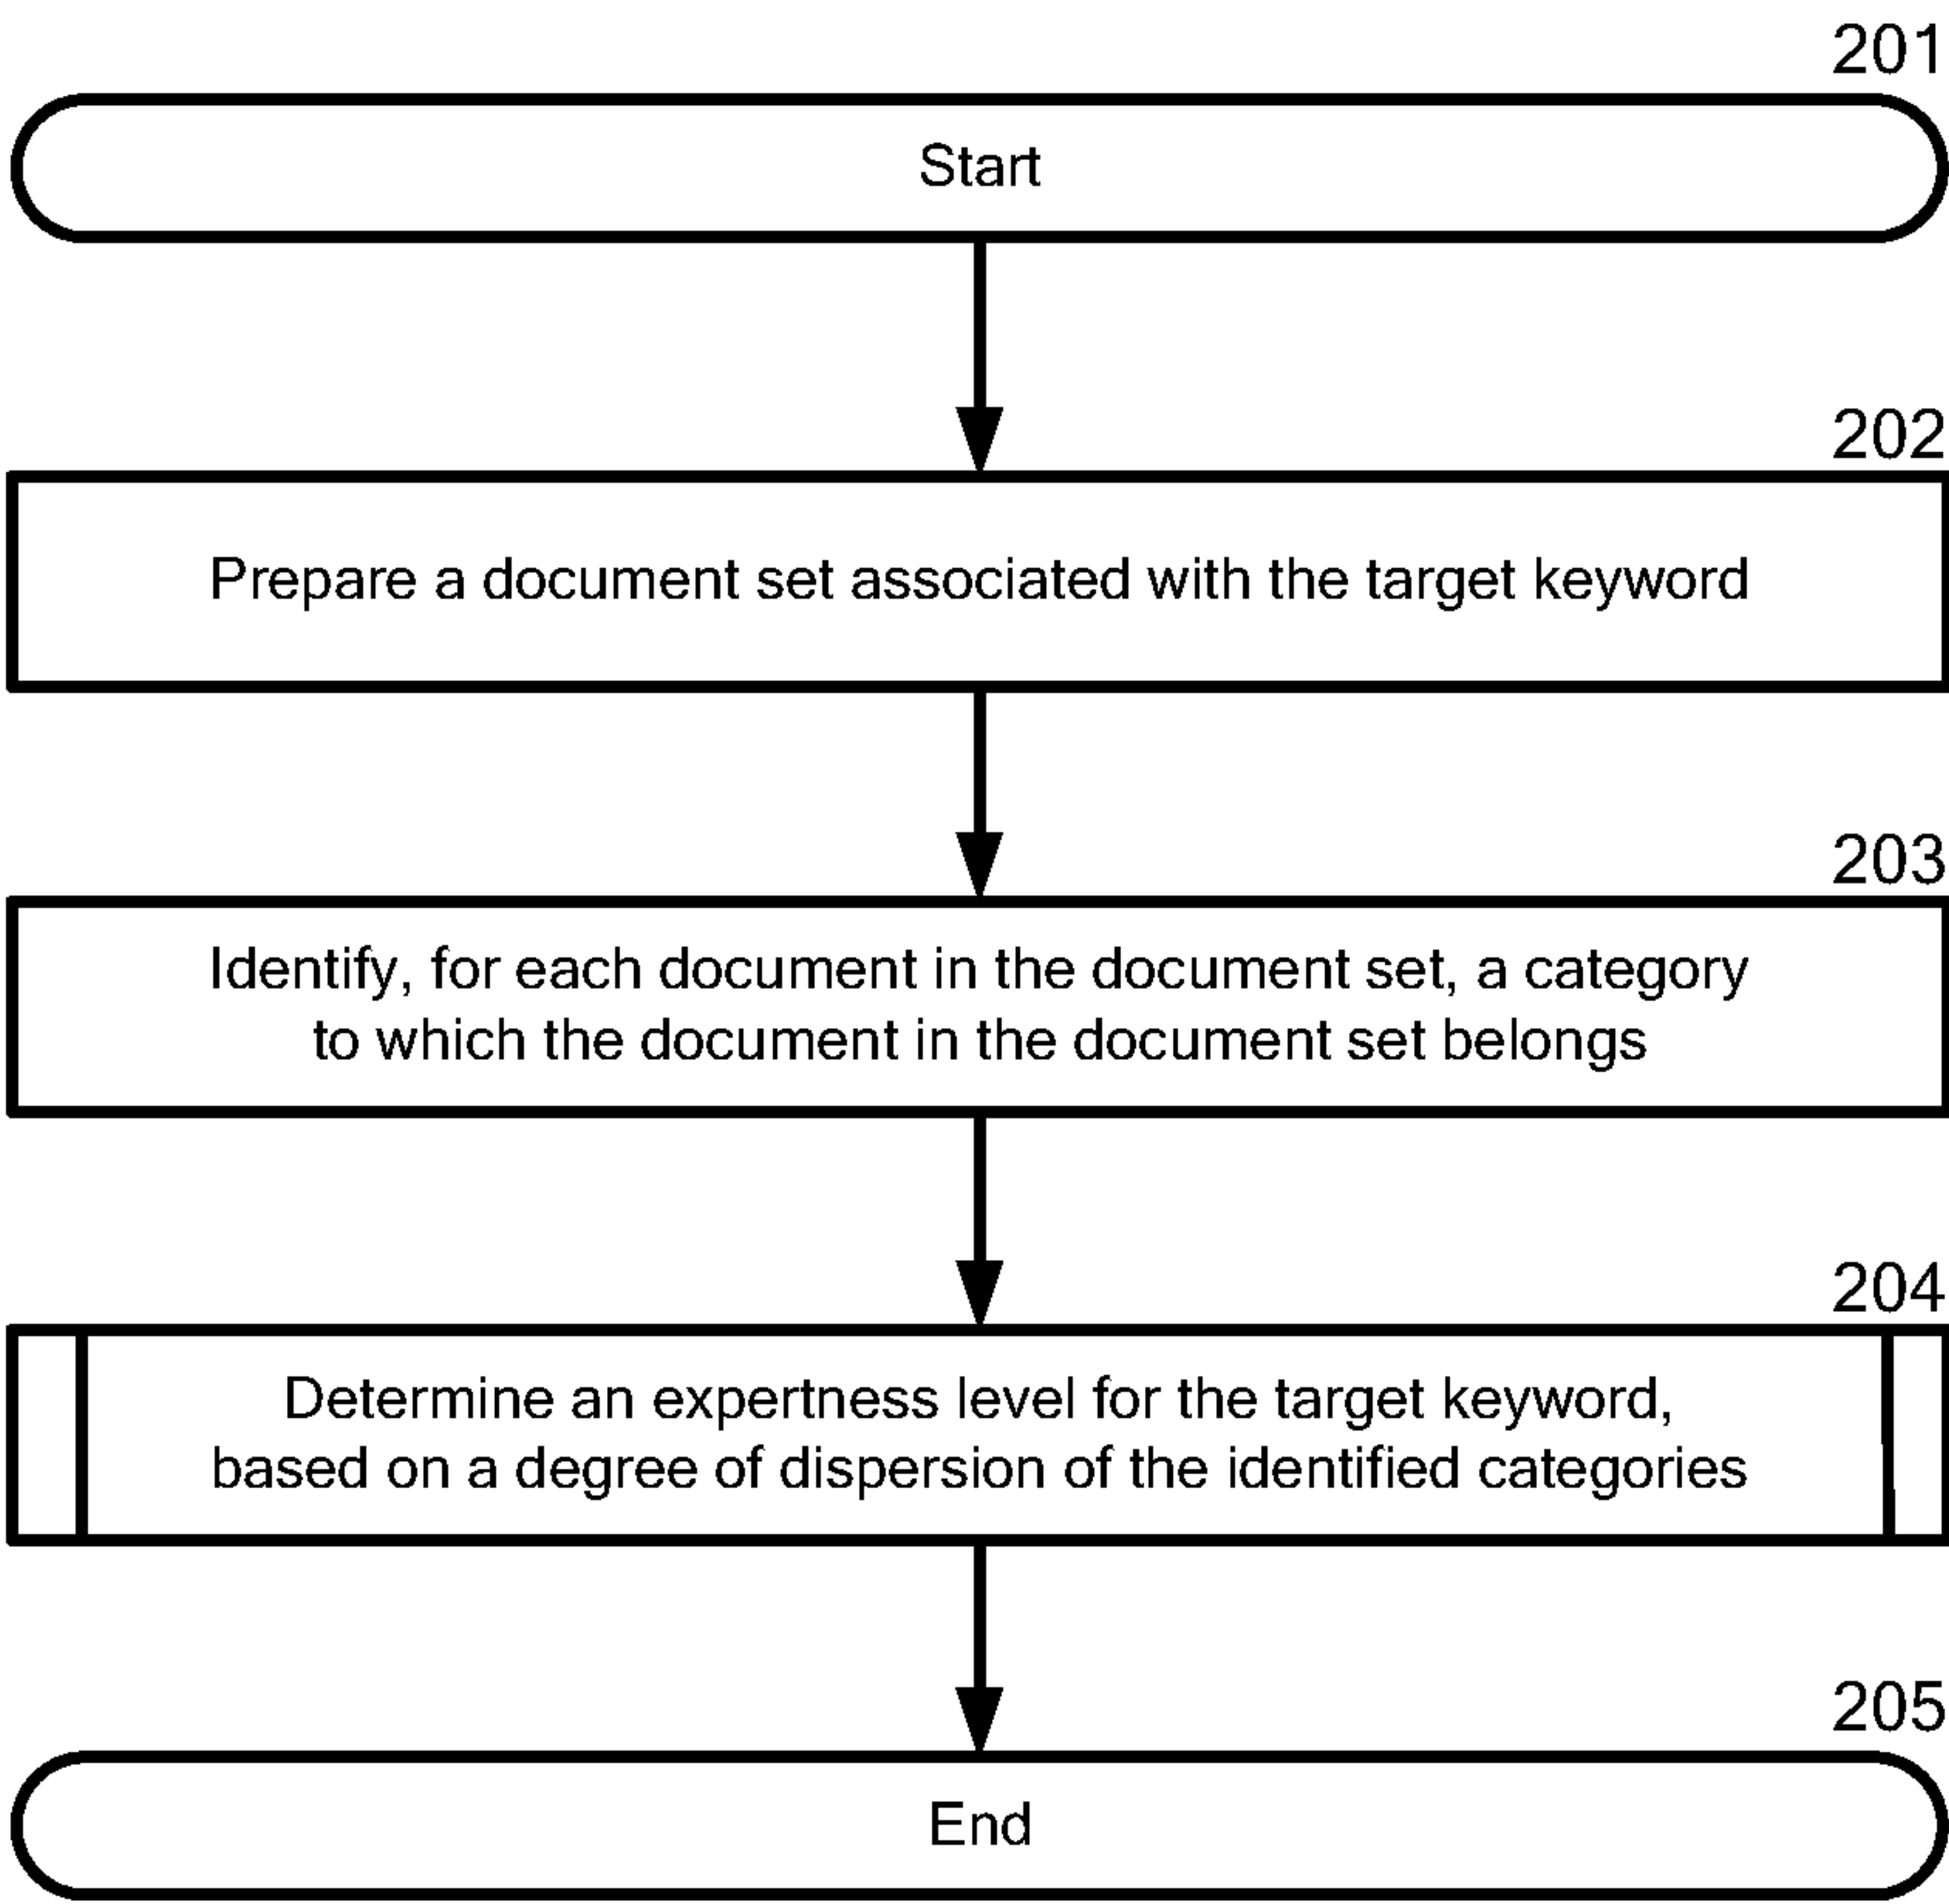 201
Start
202
Prepare a document set associated with the target keyword
203
Identify, for each document in the document set, a category
to which the document in the document set belongs
204
Determine an expertness level for the target keyword,
based on a degree of dispersion of the identified categories
205
End